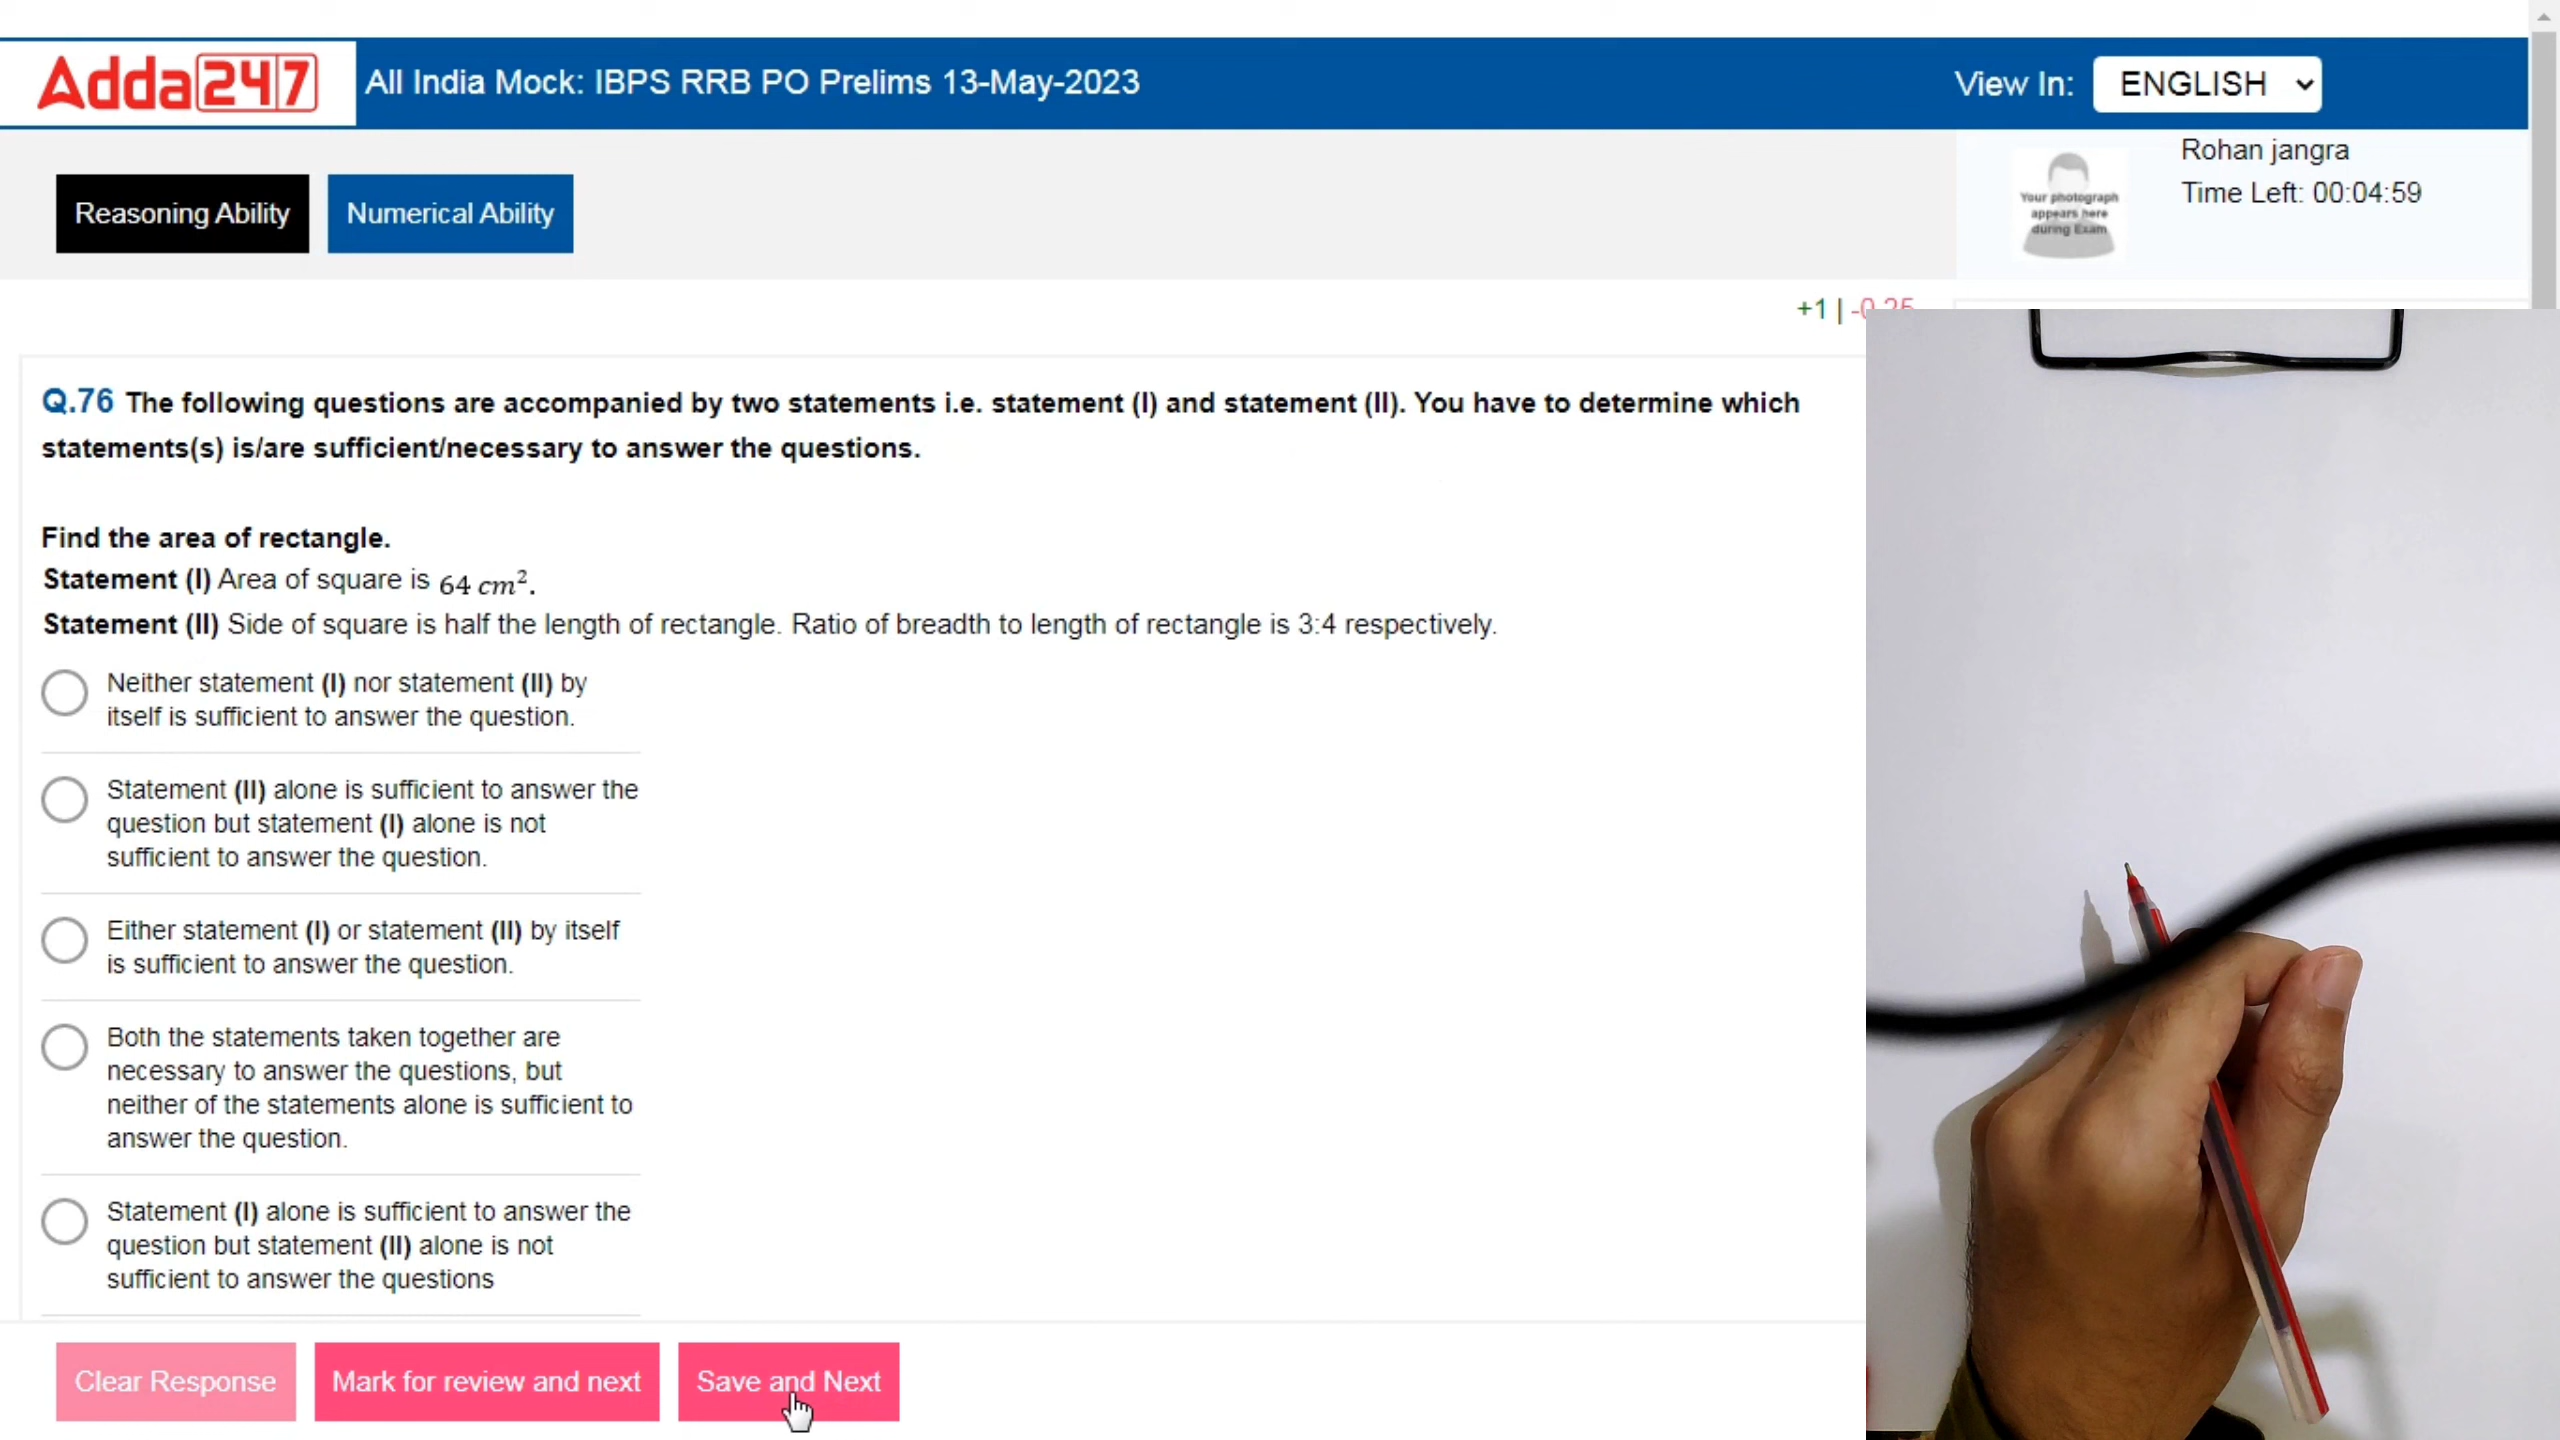 Adda247 All India Mock: IBPS RRB PO Prelims 13-May-2023 View In: ENGLISH
Rohan jangra
Time Left: 00:04:59
Your photograph
appears here
during Exam
Reasoning Ability Numerical Ability
+1 | -0.25
Q.76 The following questions are accompanied by two statements i.e. statement (I) and statement (II). You have to determine which
statements(s) is/are sufficient/necessary to answer the questions.
Find the area of rectangle.
Statement (I) Area of square is 64 cm².
Statement (II) Side of square is half the length of rectangle. Ratio of breadth to length of rectangle is 3:4 respectively.
Neither statement (I) nor statement (II) by
itself is sufficient to answer the question.
Statement (II) alone is sufficient to answer the
question but statement (I) alone is not
sufficient to answer the question.
Either statement (I) or statement (II) by itself
is sufficient to answer the question.
Both the statements taken together are
necessary to answer the questions, but
neither of the statements alone is sufficient to
answer the question.
Statement (I) alone is sufficient to answer the
question but statement (II) alone is not
sufficient to answer the questions
Clear Response Mark for review and next Save and Next